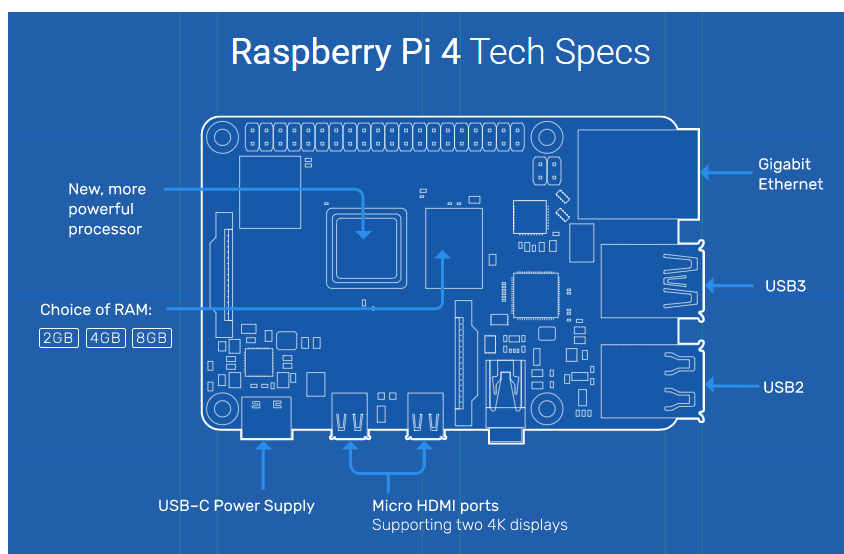 Raspberry Pi 4 Tech Specs
New, more
powerful
processor
Gigabit
Ethernet
USB3
Choice of RAM:
2GB 4GB 8GB
USB2
USB-C Power Supply
Micro HDMI ports
Supporting two 4K displays